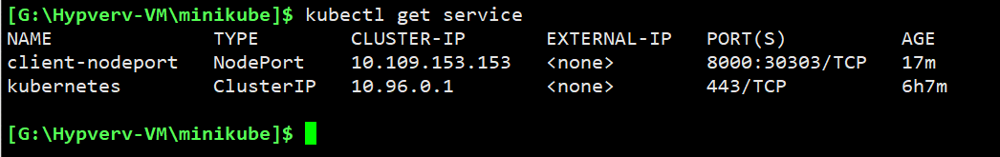 [G:\Hypverv-VM\minikube]$ kubectl get service
NAME TYPE CLUSTER-IP EXTERNAL-IP PORT(S) AGE
client-nodeport NodePort 10.109.153.153 <none> 8000:30303/TCP 17m
kubernetes ClusterIP 10.96.0.1 <none> 443/TCP 6h7m
[G:\Hypverv-VM\minikube]$